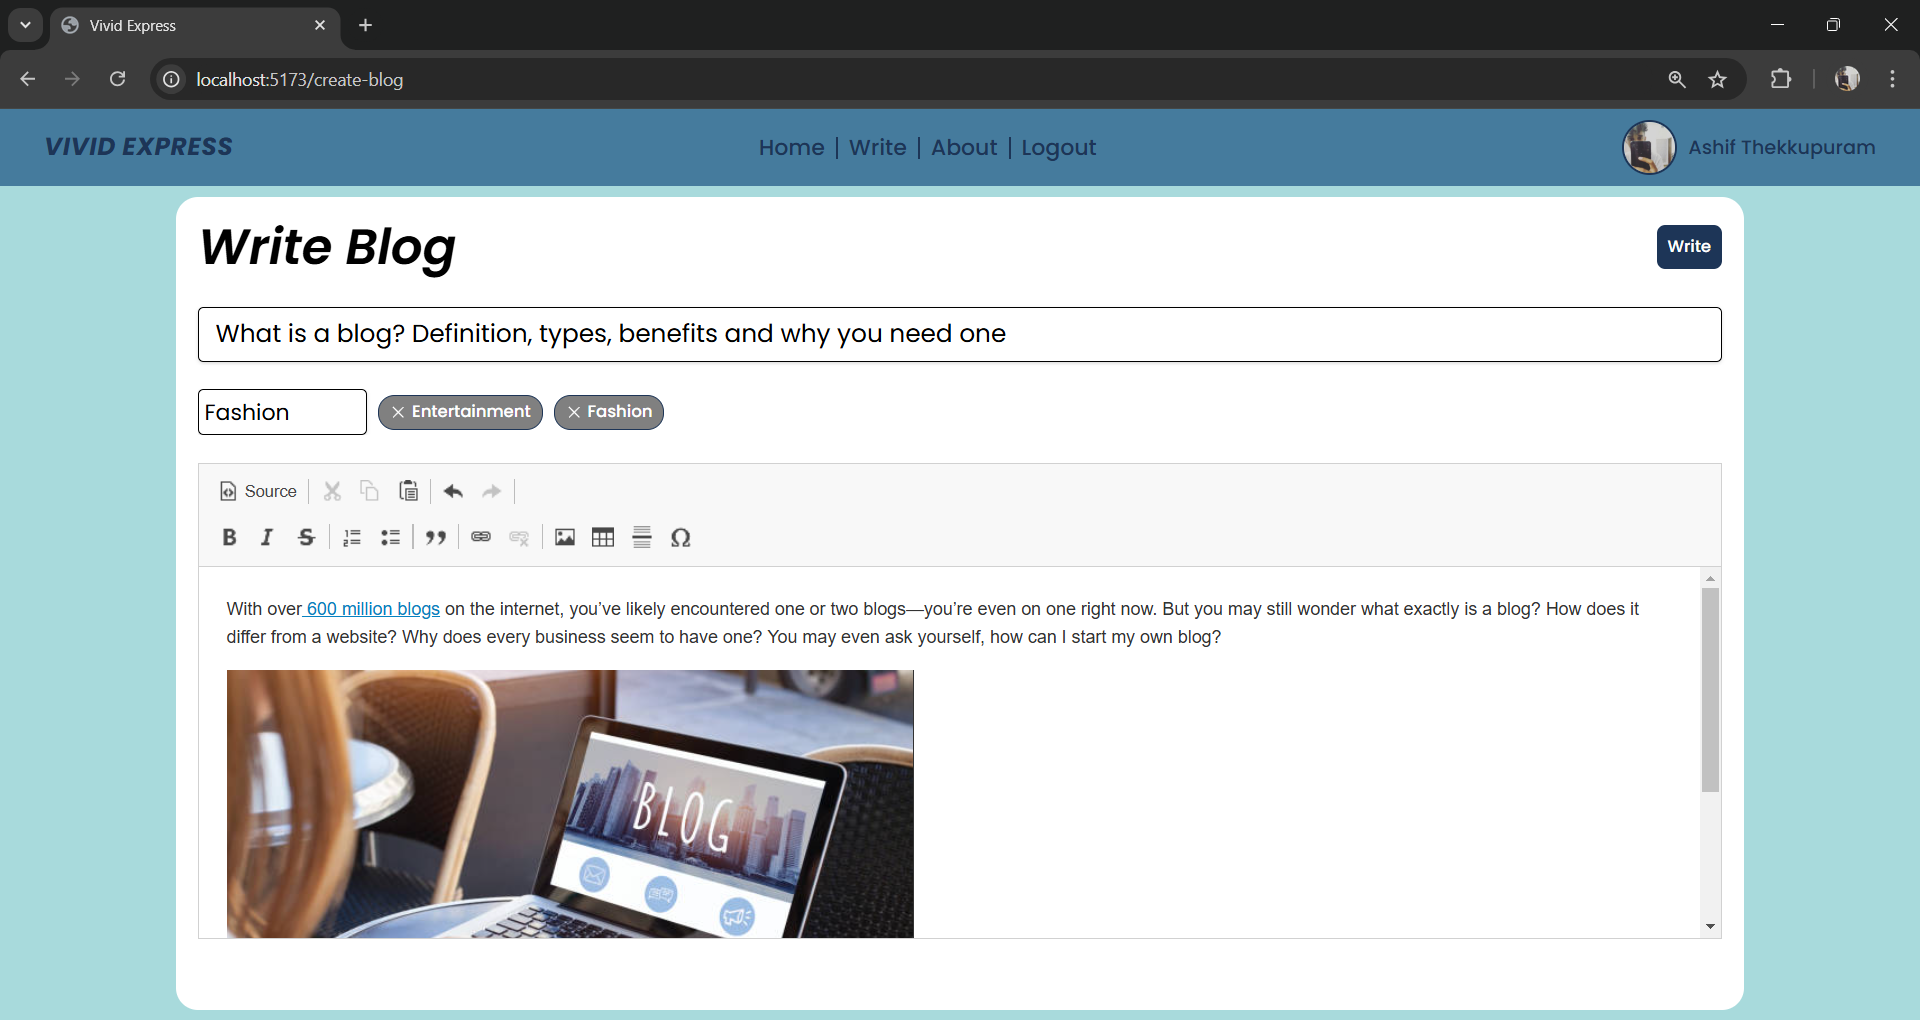 Vivid Express
localhost:5173/create-blog
VIVID EXPRESS
Home | Write | About | Logout
Ashif Thekkupuram
Write Blog
Write
What is a blog? Definition, types, benefits and why you need one
Fashion
Entertainment
Fashion
Source
With over 600 million blogs on the internet, you’ve likely encountered one or two blogs—you’re even on one right now. But you may still wonder what exactly is a blog? How does it
differ from a website? Why does every business seem to have one? You may even ask yourself, how can I start my own blog?
BLOG